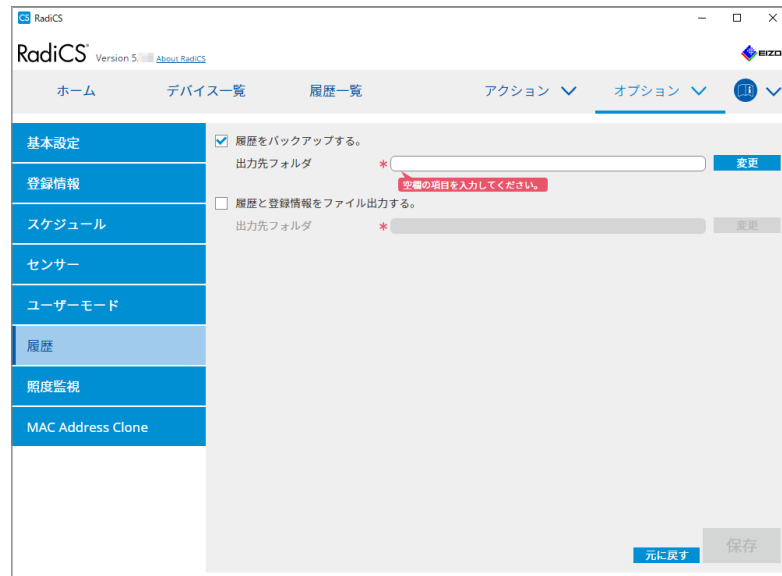 CS RadiCS
RadiCS® Version 5. About RadiCS
EIZO
ホーム デバイス一覧 履歴一覧 アクション オプション
基本設定
登録情報
スケジュール
センサー
ユーザーモード
履歴
照度監視
MAC Address Clone
履歴をバックアップする。
出力先フォルダ * 変更
空欄の項目を入力してください。
履歴と登録情報をファイル出力する。
出力先フォルダ * 変更
元に戻す 保存